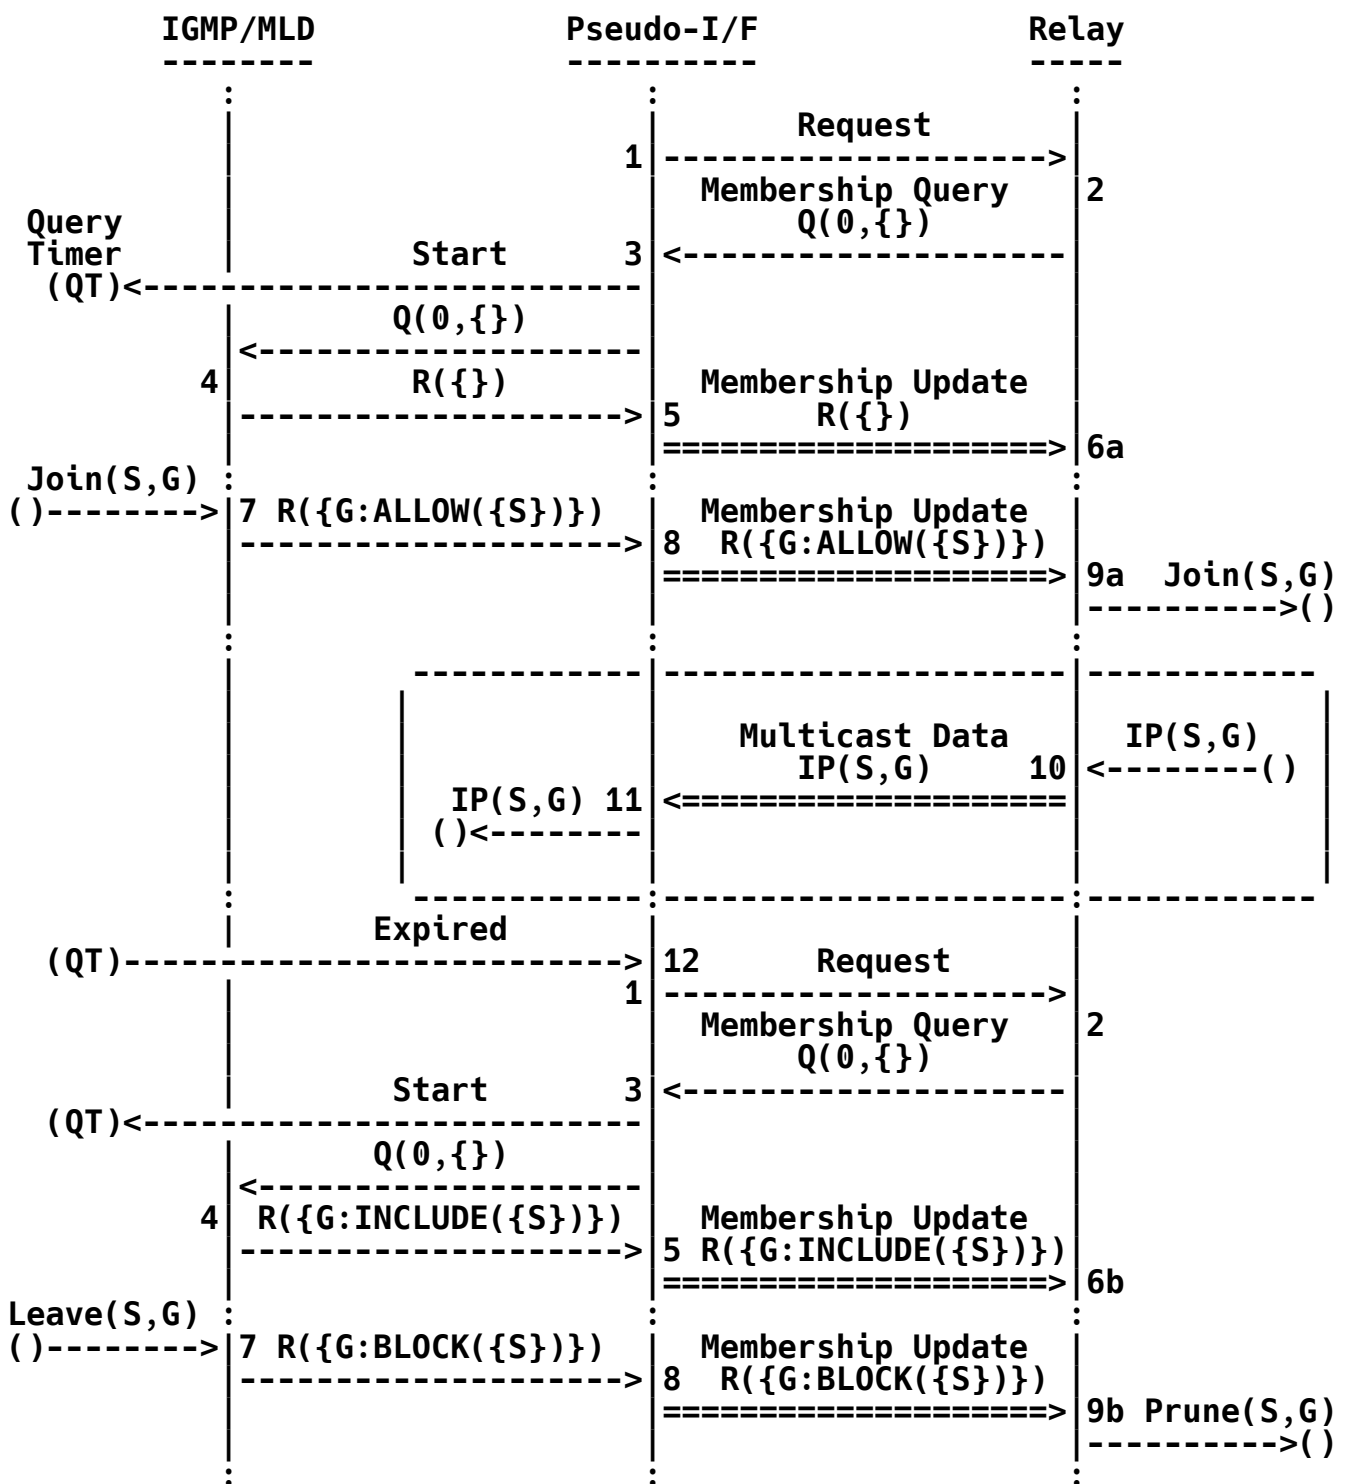 IGMP/MLD Pseudo-I/F Relay
-------- ---------- -----
: : :
Request
1 -------------------->
Membership Query 2
Query Q(0,{})
Timer Start 3 <--------------------
(QT)<--------------------------
Q(0,{})
<--------------------
4 R({}) Membership Update
--------------------> 5 R({})
===================> 6a
Join(S,G) : : :
()--------> 7 R({G:ALLOW({S})}) Membership Update
--------------------> 8 R({G:ALLOW({S})})
===================> 9a Join(S,G)
---------->()
: : :
------------ --------------------- ------------
Multicast Data IP(S,G)
IP(S,G) 10 <--------()
IP(S,G) 11 <====================
()<--------
: ------------:---------------------:------------
Expired
(QT)--------------------------> 12 Request
1 -------------------->
Membership Query 2
Q(0,{})
Start 3 <--------------------
(QT)<--------------------------
Q(0,{})
<--------------------
4 R({G:INCLUDE({S})}) Membership Update
--------------------> 5 R({G:INCLUDE({S})})
===================> 6b
Leave(S,G) : : :
()--------> 7 R({G:BLOCK({S})}) Membership Update
--------------------> 8 R({G:BLOCK({S})})
===================> 9b Prune(S,G)
---------->()
: : :